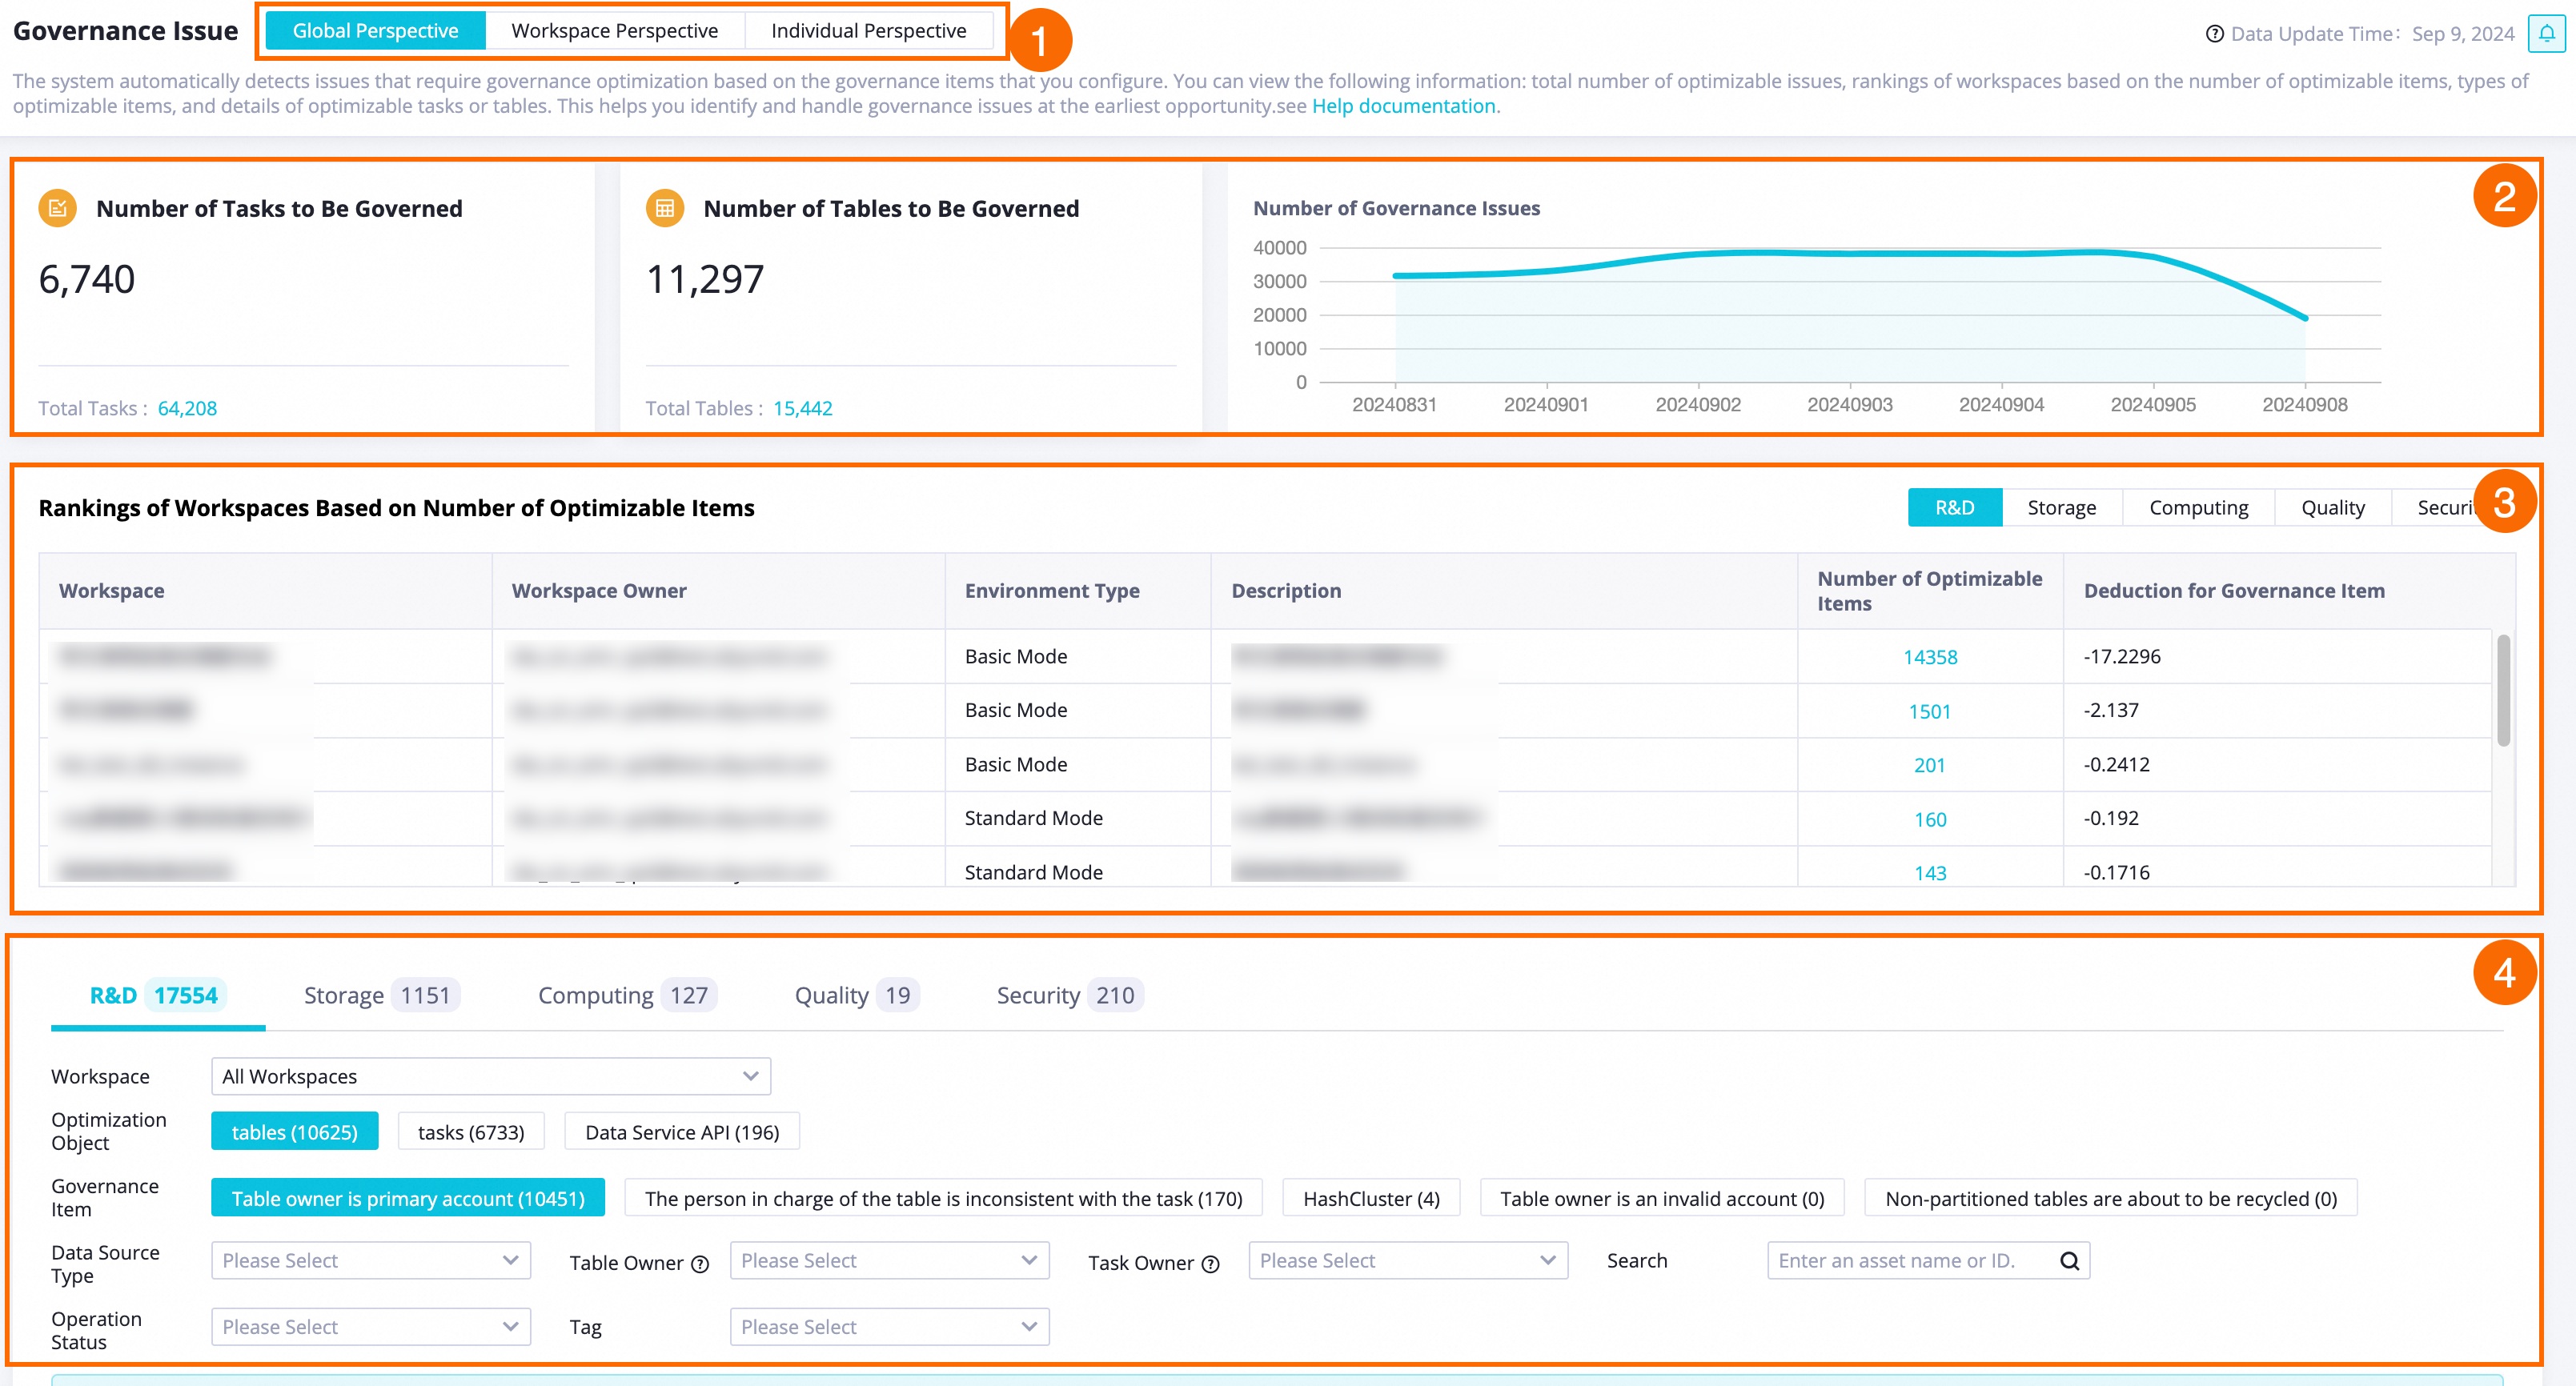 Governance Issue Global Perspective Workspace Perspective Individual Perspective 1 Data Update Time: Sep 9, 2024
The system automatically detects issues that require governance optimization based on the governance items that you configure. You can view the following information: total number of optimizable issues, rankings of workspaces based on the number of optimizable items, types of
optimizable items, and details of optimizable tasks or tables. This helps you identify and handle governance issues at the earliest opportunity.see Help documentation.
2
Number of Tasks to Be Governed
6,740
Total Tasks : 64,208
Number of Tables to Be Governed
11,297
Total Tables : 15,442
Number of Governance Issues
40000
30000
20000
10000
0
20240831 20240901 20240902 20240903 20240904 20240905 20240908
Rankings of Workspaces Based on Number of Optimizable Items R&D Storage Computing Quality Securi 3
Workspace Workspace Owner Environment Type Description Number of Optimizable Items Deduction for Governance Item
Basic Mode 14358 -17.2296
Basic Mode 1501 -2.137
Basic Mode 201 -0.2412
Standard Mode 160 -0.192
Standard Mode 143 -0.1716
4
R&D 17554 Storage 1151 Computing 127 Quality 19 Security 210
Workspace All Workspaces
Optimization Object tables (10625) tasks (6733) Data Service API (196)
Governance Item Table owner is primary account (10451) The person in charge of the table is inconsistent with the task (170) HashCluster (4) Table owner is an invalid account (0) Non-partitioned tables are about to be recycled (0)
Data Source Type Please Select Table Owner Please Select Task Owner Please Select Search Enter an asset name or ID.
Operation Status Please Select Tag Please Select